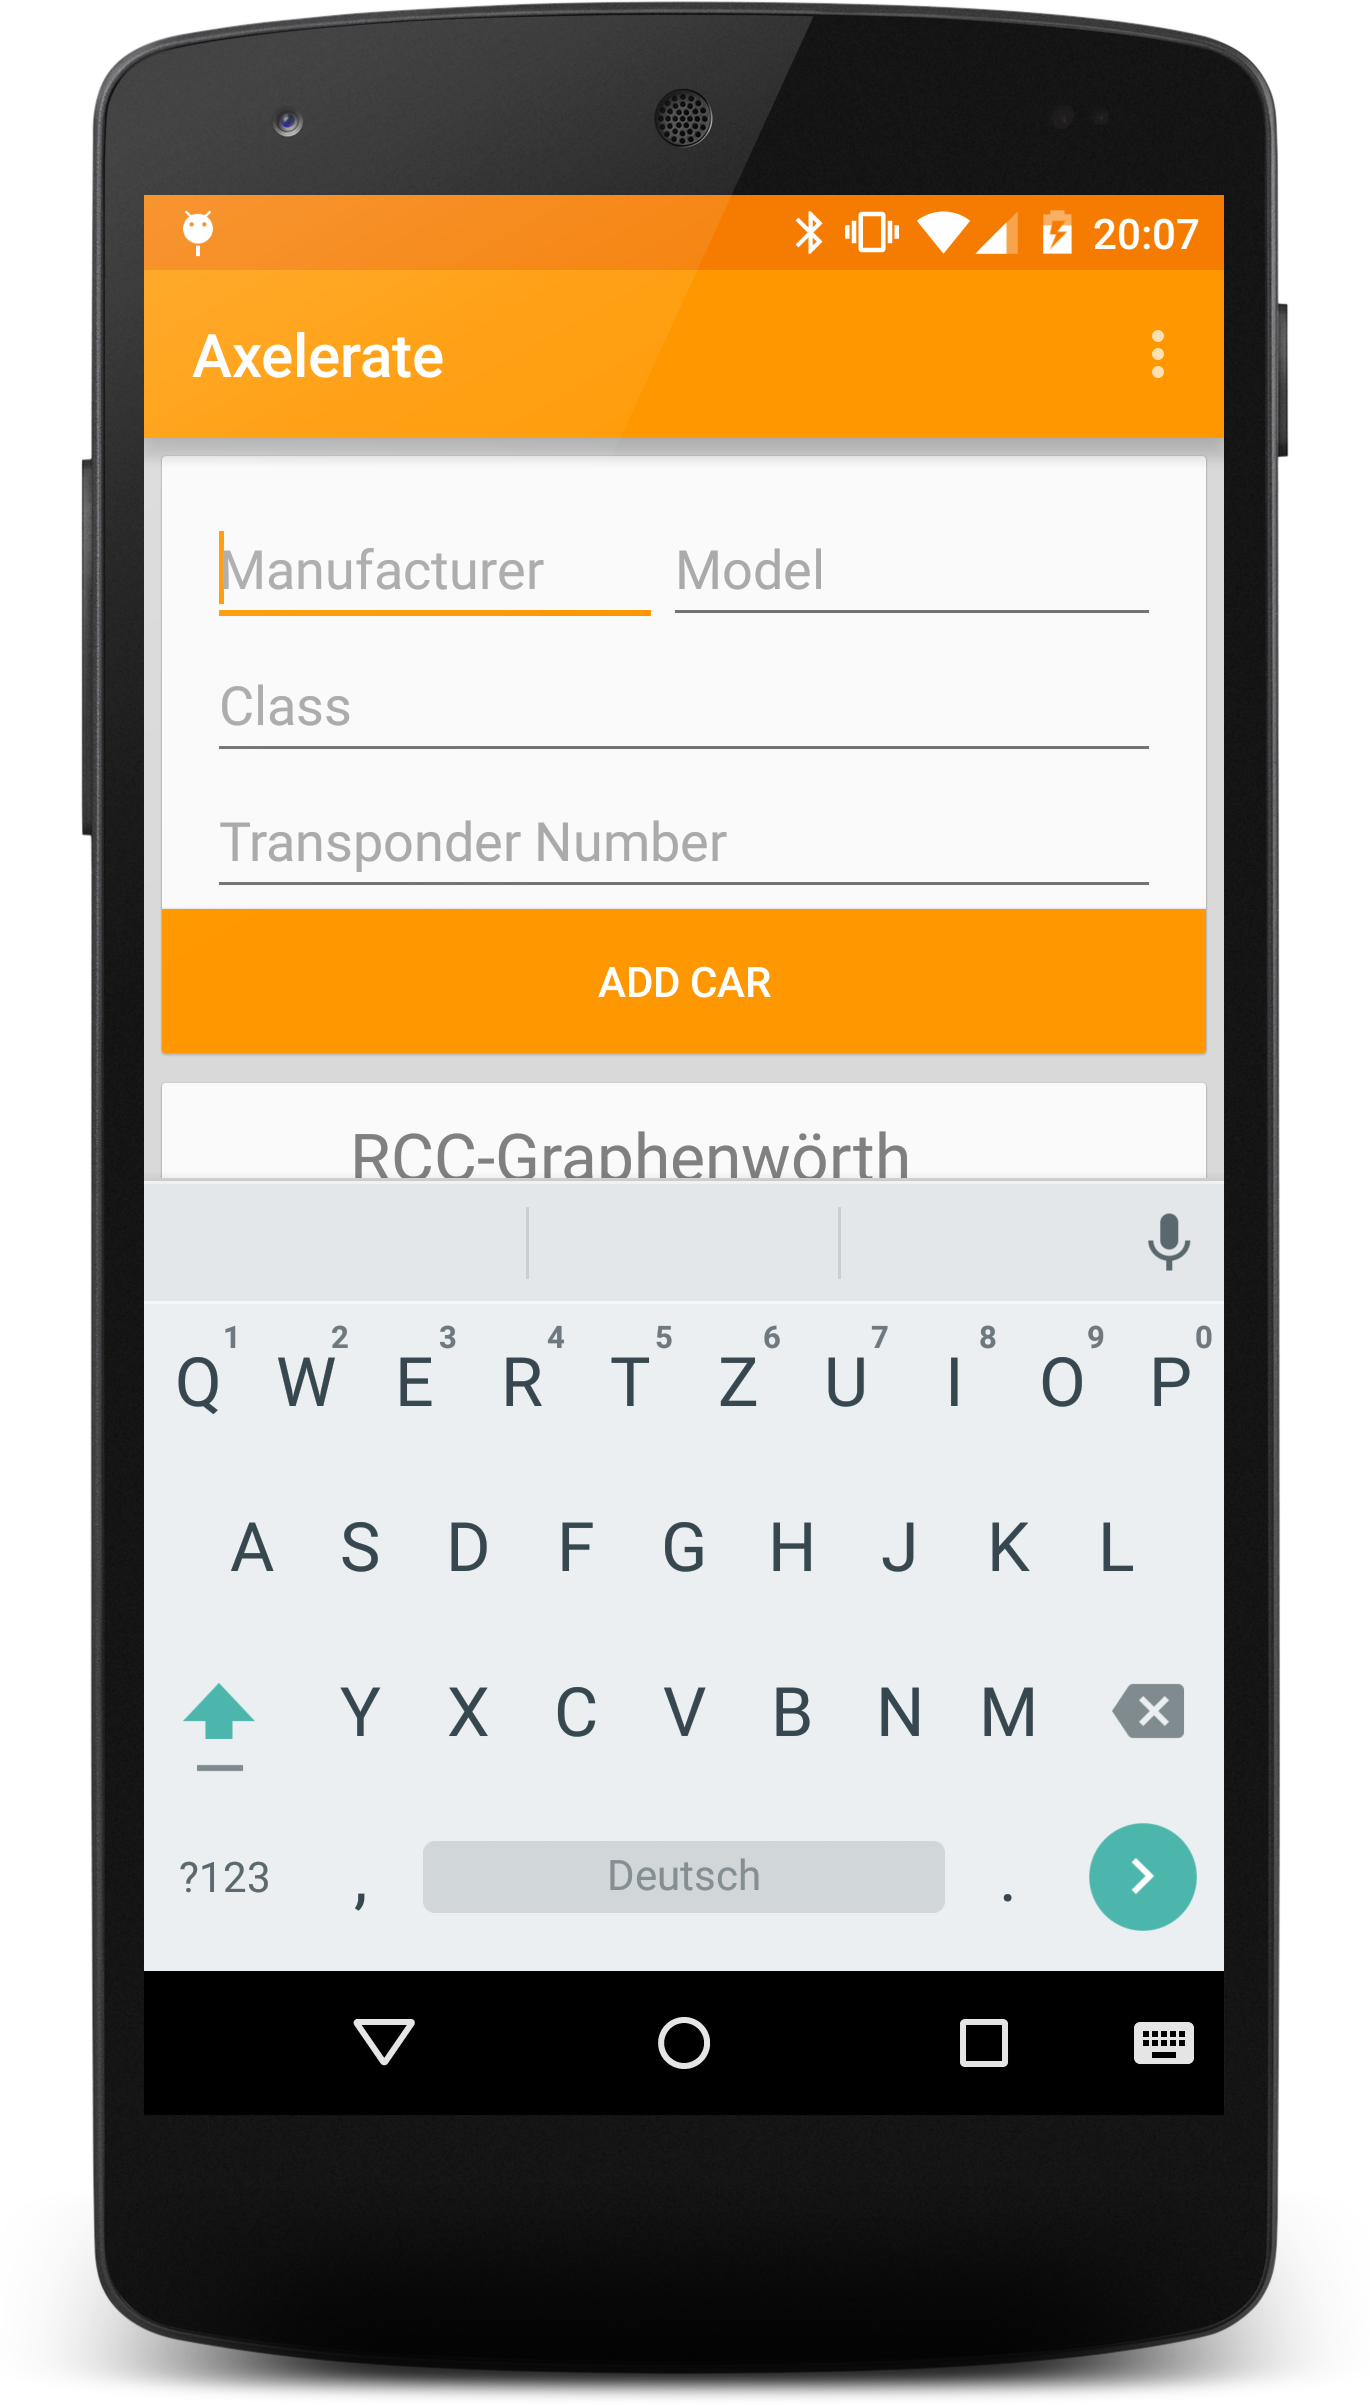 20:07
Axelerate
Manufacturer Model
Class
Transponder Number
ADD CAR
RCC-Graphenwörth
1 2 3 4 5 6 7 8 9 0
Q W E R T Z U I O P
A S D F G H J K L
Y X C V B N M
?123 , Deutsch .